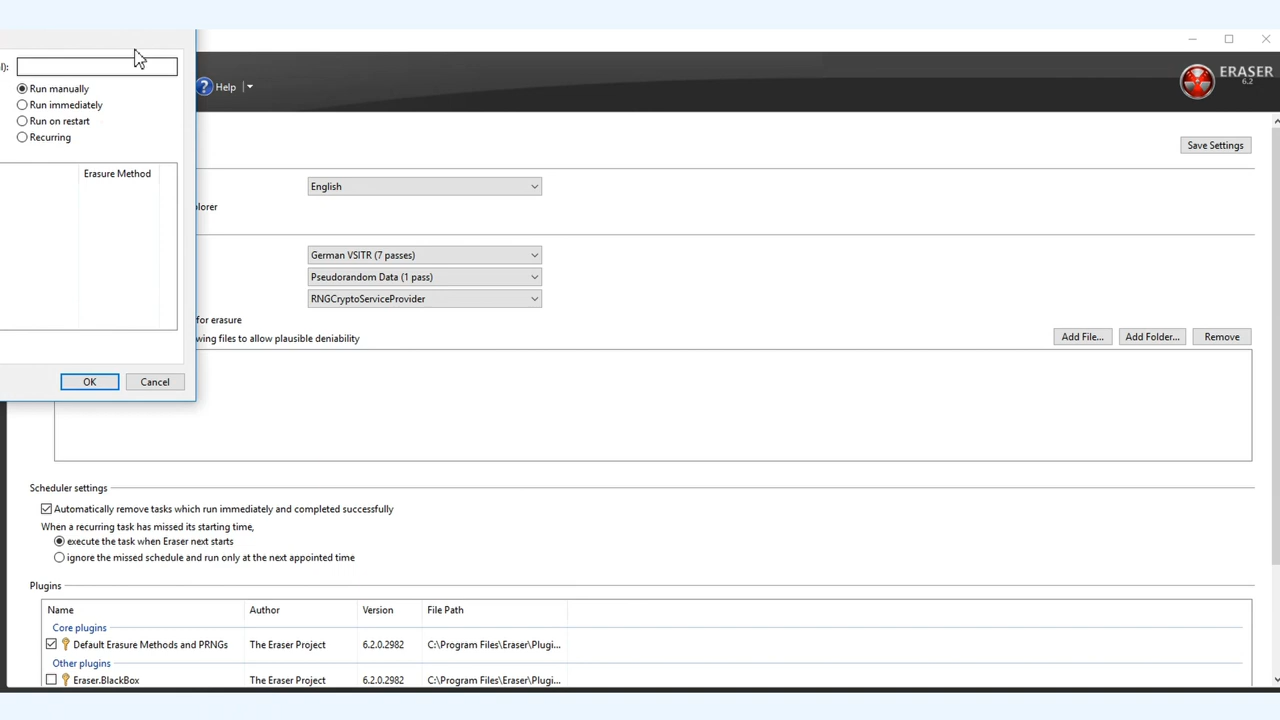 l):
Run manually
Run immediately
Run on restart
Recurring
Erasure Method
OK
Cancel
Help
ERASER
6.2
Save Settings
English
lorer
German VSITR (7 passes)
Pseudorandom Data (1 pass)
RNGCryptoServiceProvider
for erasure
wing files to allow plausible deniability
Add File...
Add Folder...
Remove
Scheduler settings
Automatically remove tasks which run immediately and completed successfully
When a recurring task has missed its starting time,
execute the task when Eraser next starts
ignore the missed schedule and run only at the next appointed time
Plugins
Name Author Version File Path
Core plugins
Default Erasure Methods and PRNGs The Eraser Project 6.2.0.2982 C:\Program Files\Eraser\Plugi...
Other plugins
Eraser.BlackBox The Eraser Project 6.2.0.2982 C:\Program Files\Eraser\Plugi...